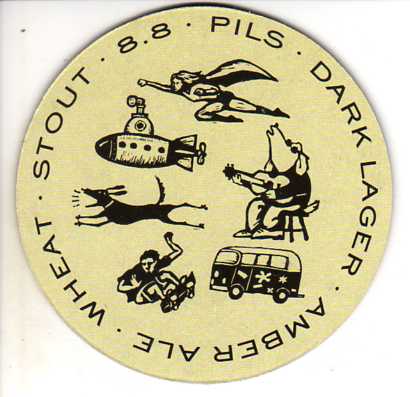 STOUT · 8.8 · PILS · DARK LAGER · AMBER ALE · WHEAT ·